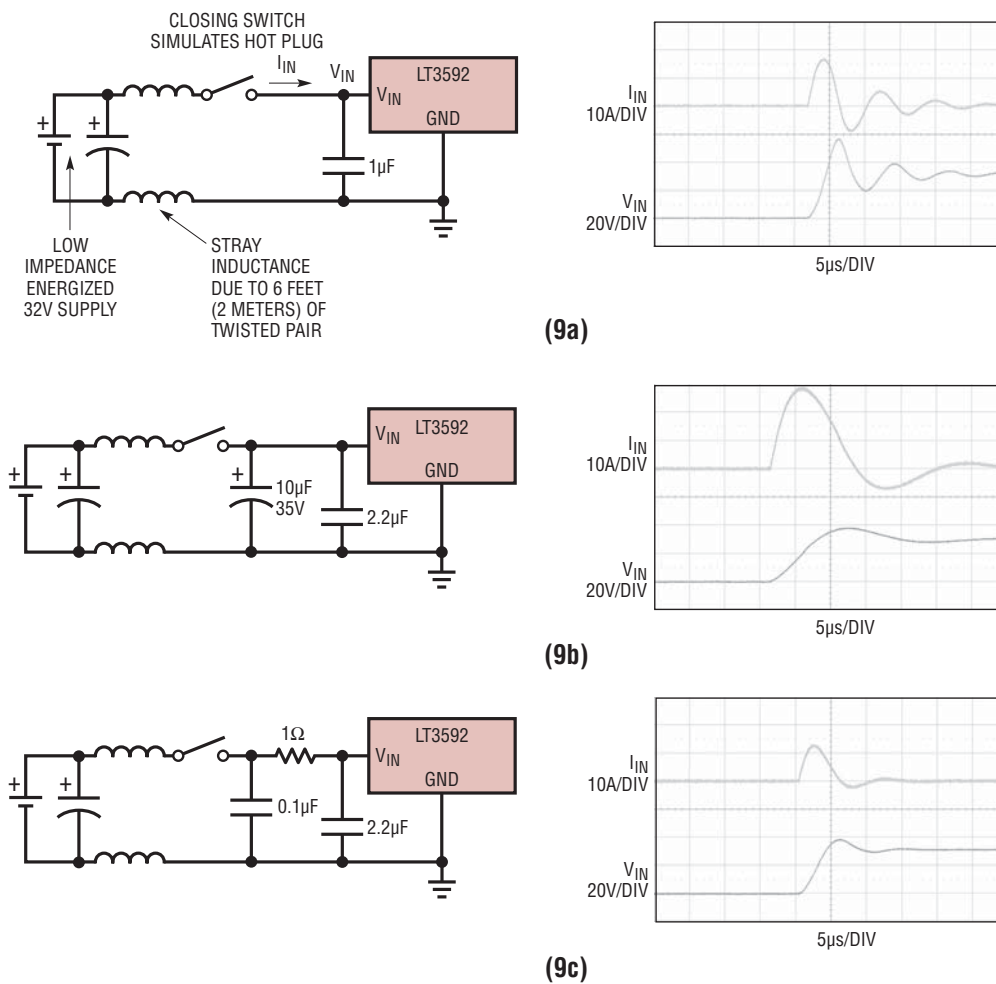 CLOSING SWITCH
SIMULATES HOT PLUG
I_IN
V_IN
LT3592
V_IN
GND
+
+
1µF
LOW
IMPEDANCE
ENERGIZED
32V SUPPLY
STRAY
INDUCTANCE
DUE TO 6 FEET
(2 METERS) OF
TWISTED PAIR
I_IN
10A/DIV
V_IN
20V/DIV
5µs/DIV
(9a)
LT3592
V_IN
GND
+
+
+
10µF
35V
2.2µF
I_IN
10A/DIV
V_IN
20V/DIV
5µs/DIV
(9b)
1Ω
LT3592
V_IN
GND
+
+
0.1µF
2.2µF
I_IN
10A/DIV
V_IN
20V/DIV
5µs/DIV
(9c)